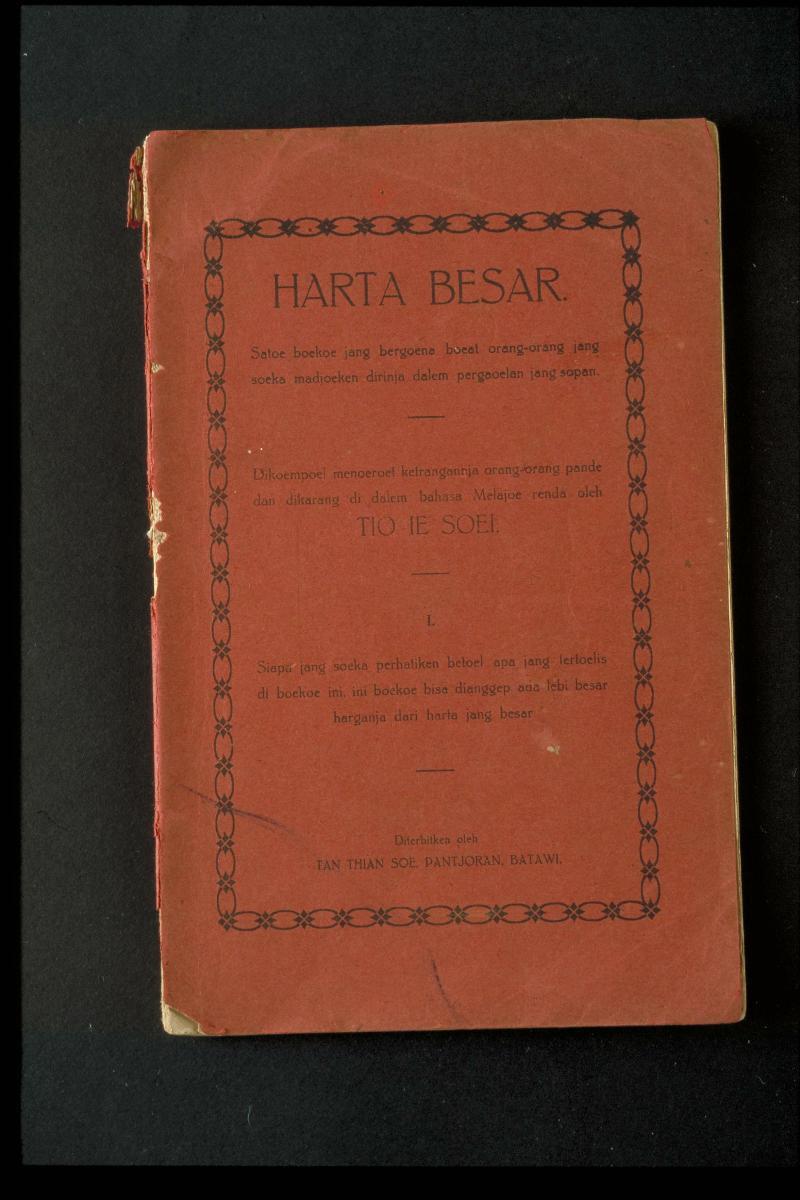 HARTA BESAR.
Satoe boekoe jang bergoena boeat orang-orang jang
soeka madjoeken dirinja dalem pergaoelan jang sopan.
Dikoempoel menoeroet ketrangannja orang-orang pande
dan dikarang di dalem bahasa Melajoe renda oleh
TIO IE SOEI.
I.
Siapa jang soeka perhatiken betoel apa jang tertoelis
di boekoe ini, ini boekoe bisa dianggep ada lebi besar
harganja dari harta jang besar
Diterbitken oleh
TAN THIAN SOE, PANTJORAN, BATAWI.